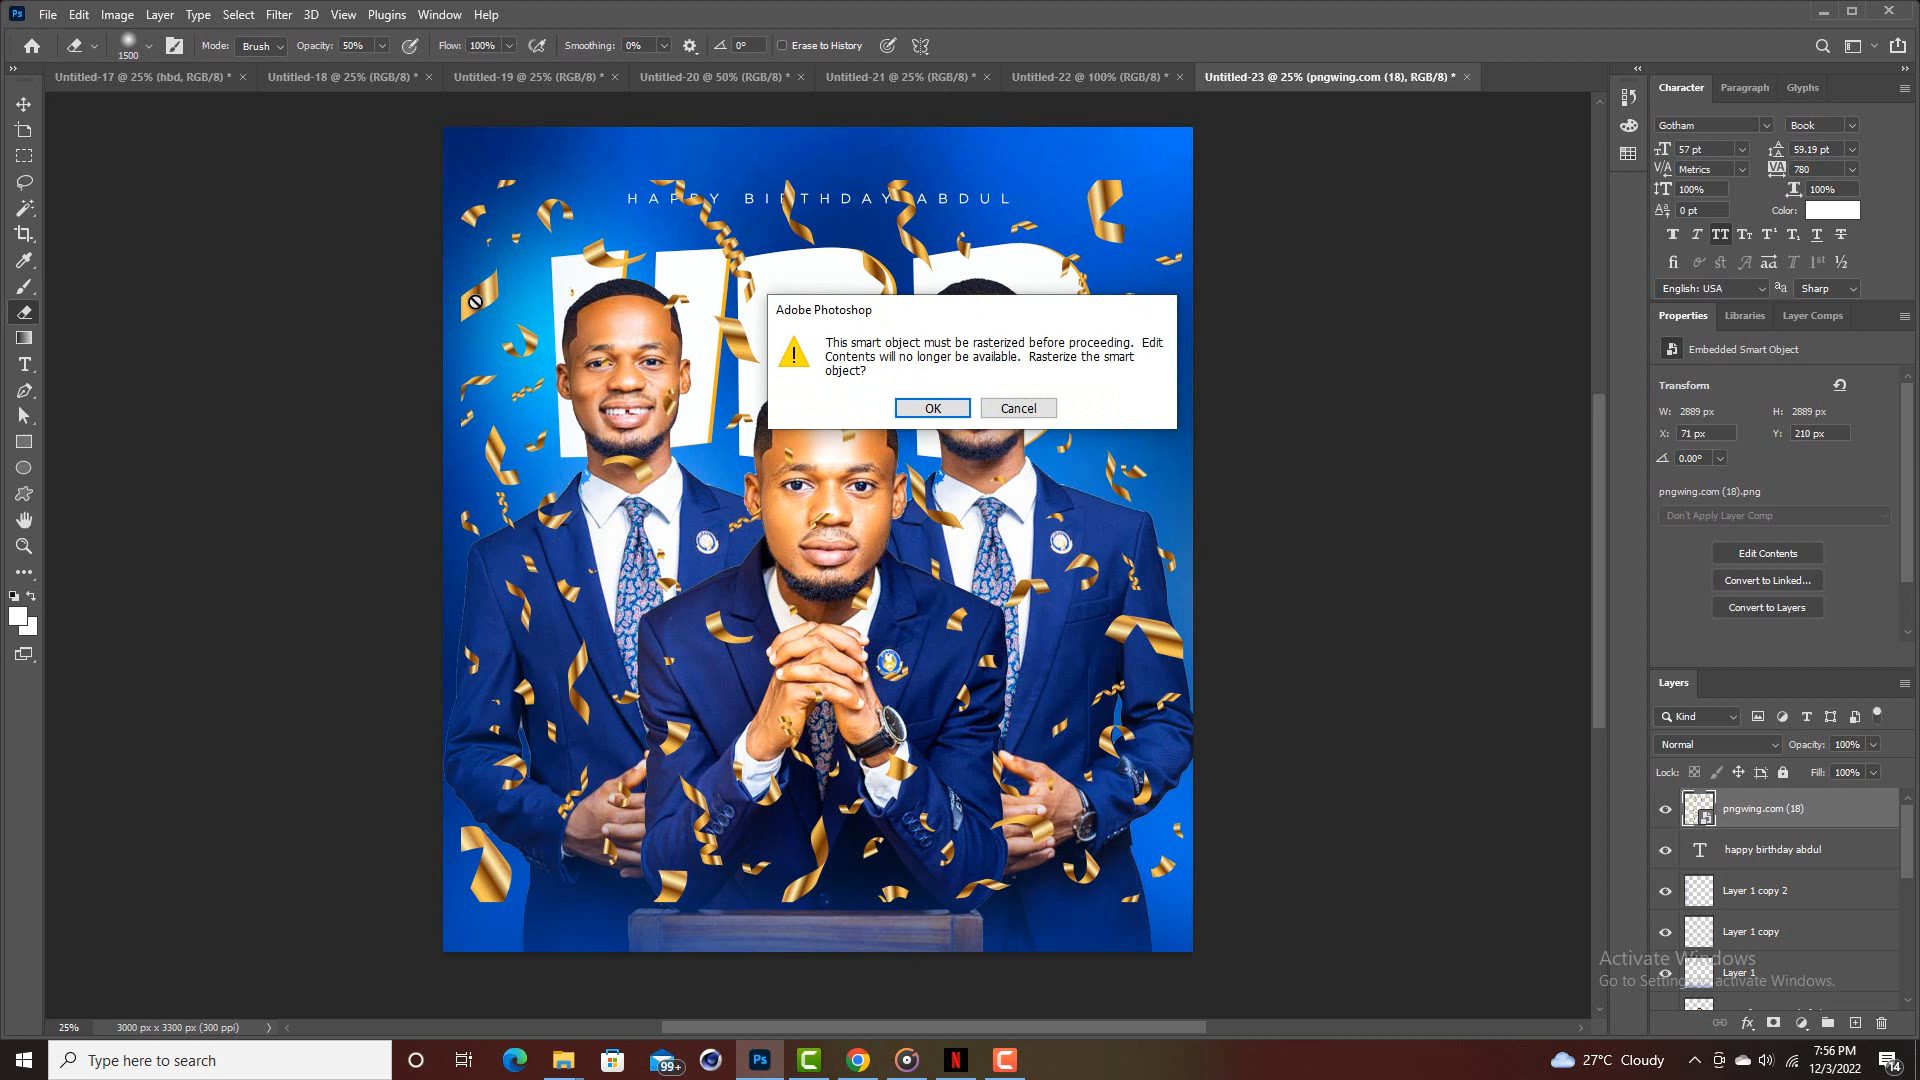 Ps File Edit Image Layer Type Select Filter 3D View Plugins Window Help
1500 Mode: Brush Opacity: 50% Flow: 100% Smoothing: 0% 0° Erase to History
Untitled-17 @ 25% (hbd, RGB/8) * × Untitled-18 @ 25% (RGB/8) * × Untitled-19 @ 25% (RGB/8) * × Untitled-20 @ 50% (RGB/8) * × Untitled-21 @ 25% (RGB/8) * × Untitled-22 @ 100% (RGB/8) * × Untitled-23 @ 25% (pngwing.com (18), RGB/8) * ×
HAPPY BIRTHDAY ABDUL
Adobe Photoshop
This smart object must be rasterized before proceeding. Edit
Contents will no longer be available. Rasterize the smart
object?
OK Cancel
Character Paragraph Glyphs
Gotham Book
57 pt 59.19 pt
Metrics 780
100% 100%
0 pt Color:
English: USA Sharp
Properties Libraries Layer Comps
Embedded Smart Object
Transform
W: 2889 px H: 2889 px
X: 71 px Y: 210 px
0.00°
pngwing.com (18).png
Don't Apply Layer Comp
Edit Contents
Convert to Linked...
Convert to Layers
Layers
Kind
Normal Opacity: 100%
Lock: Fill: 100%
pngwing.com (18)
happy birthday abdul
Layer 1 copy 2
Layer 1 copy
Layer 1
Activate Windows
Go to Settings to activate Windows.
25% 3000 px x 3300 px (300 ppi)
Type here to search
99+
Ps
27°C Cloudy
7:56 PM
12/3/2022
14